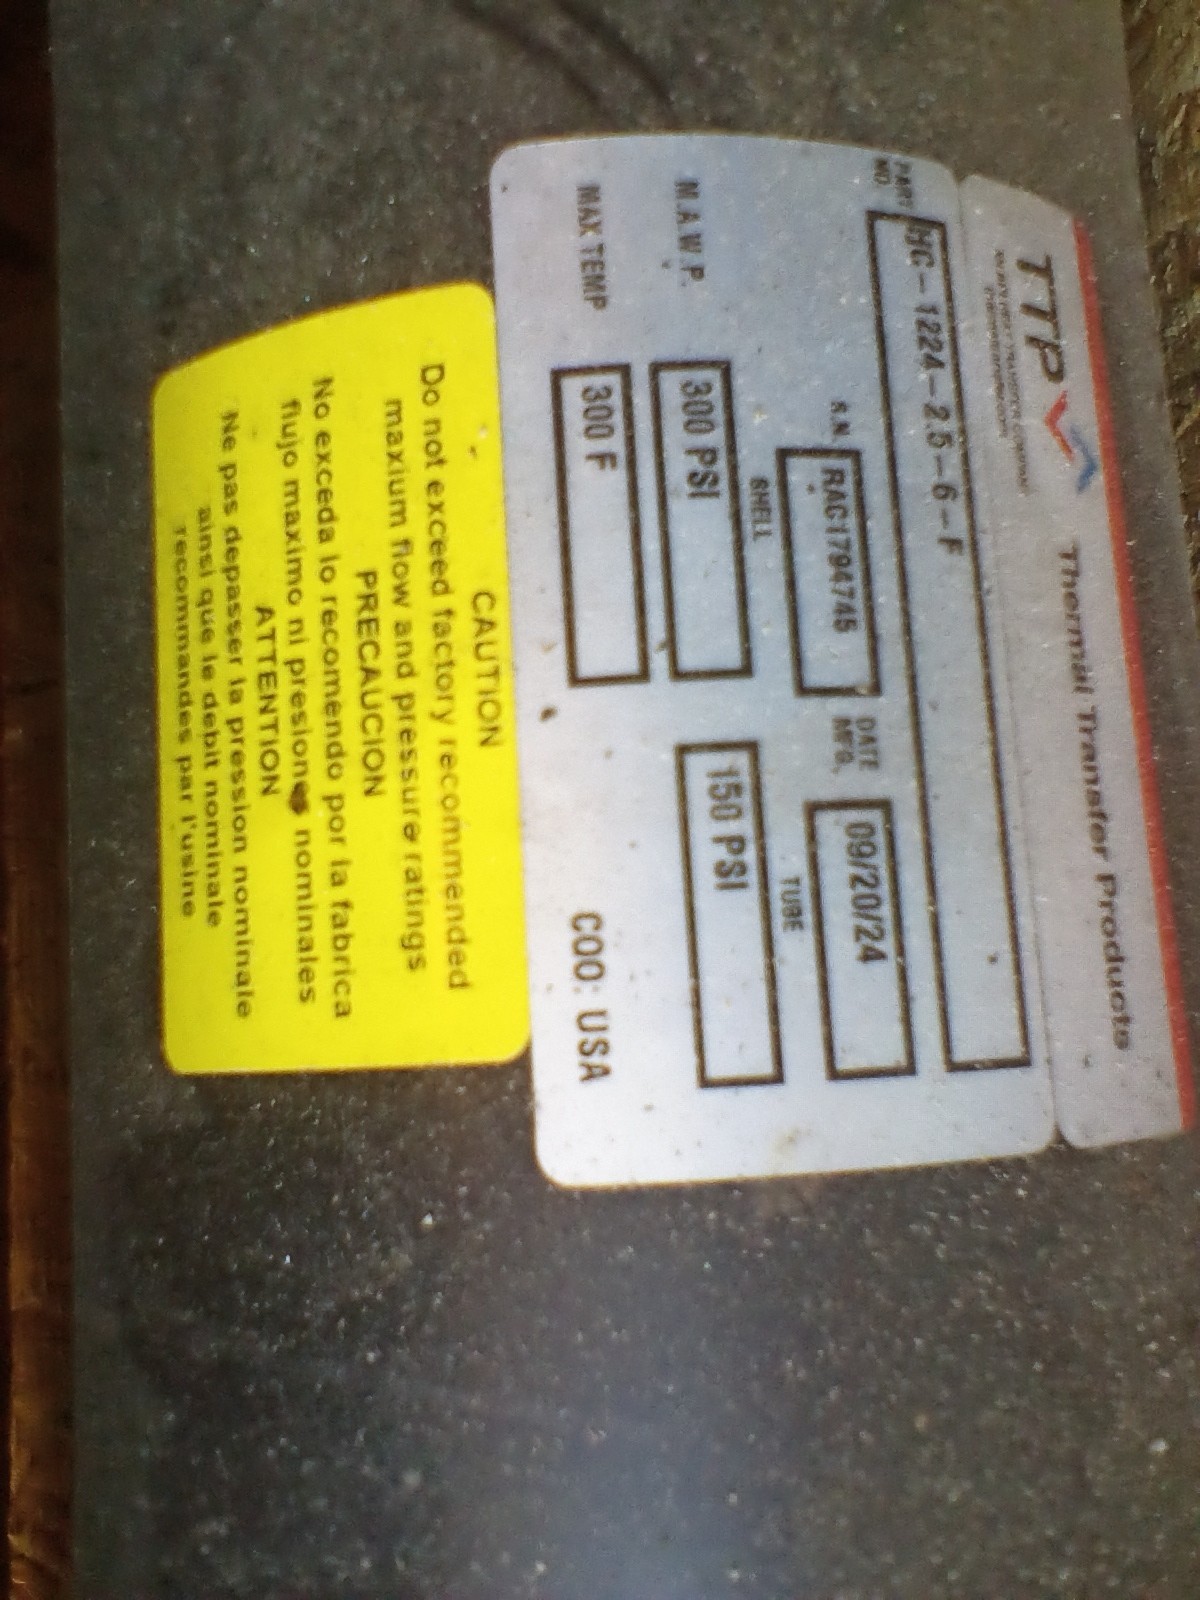 TTP Thermal Transfer Products
PART NO. HC-1224-2.5-6-F
S.N. RAC1794745 DATE MFG. 09/20/24
SHELL TUBE
M.A.W.P. 300 PSI 150 PSI
MAX TEMP 300 F COO: USA
CAUTION
Do not exceed factory recommended
maxium flow and pressure ratings
PRECAUCION
No exceda lo recomendo por la fabrica
flujo maximo ni presiones nominales
ATTENTION
Ne pas depasser la pression nominale
ainsi que le debit nominale
recommandes par l'usine